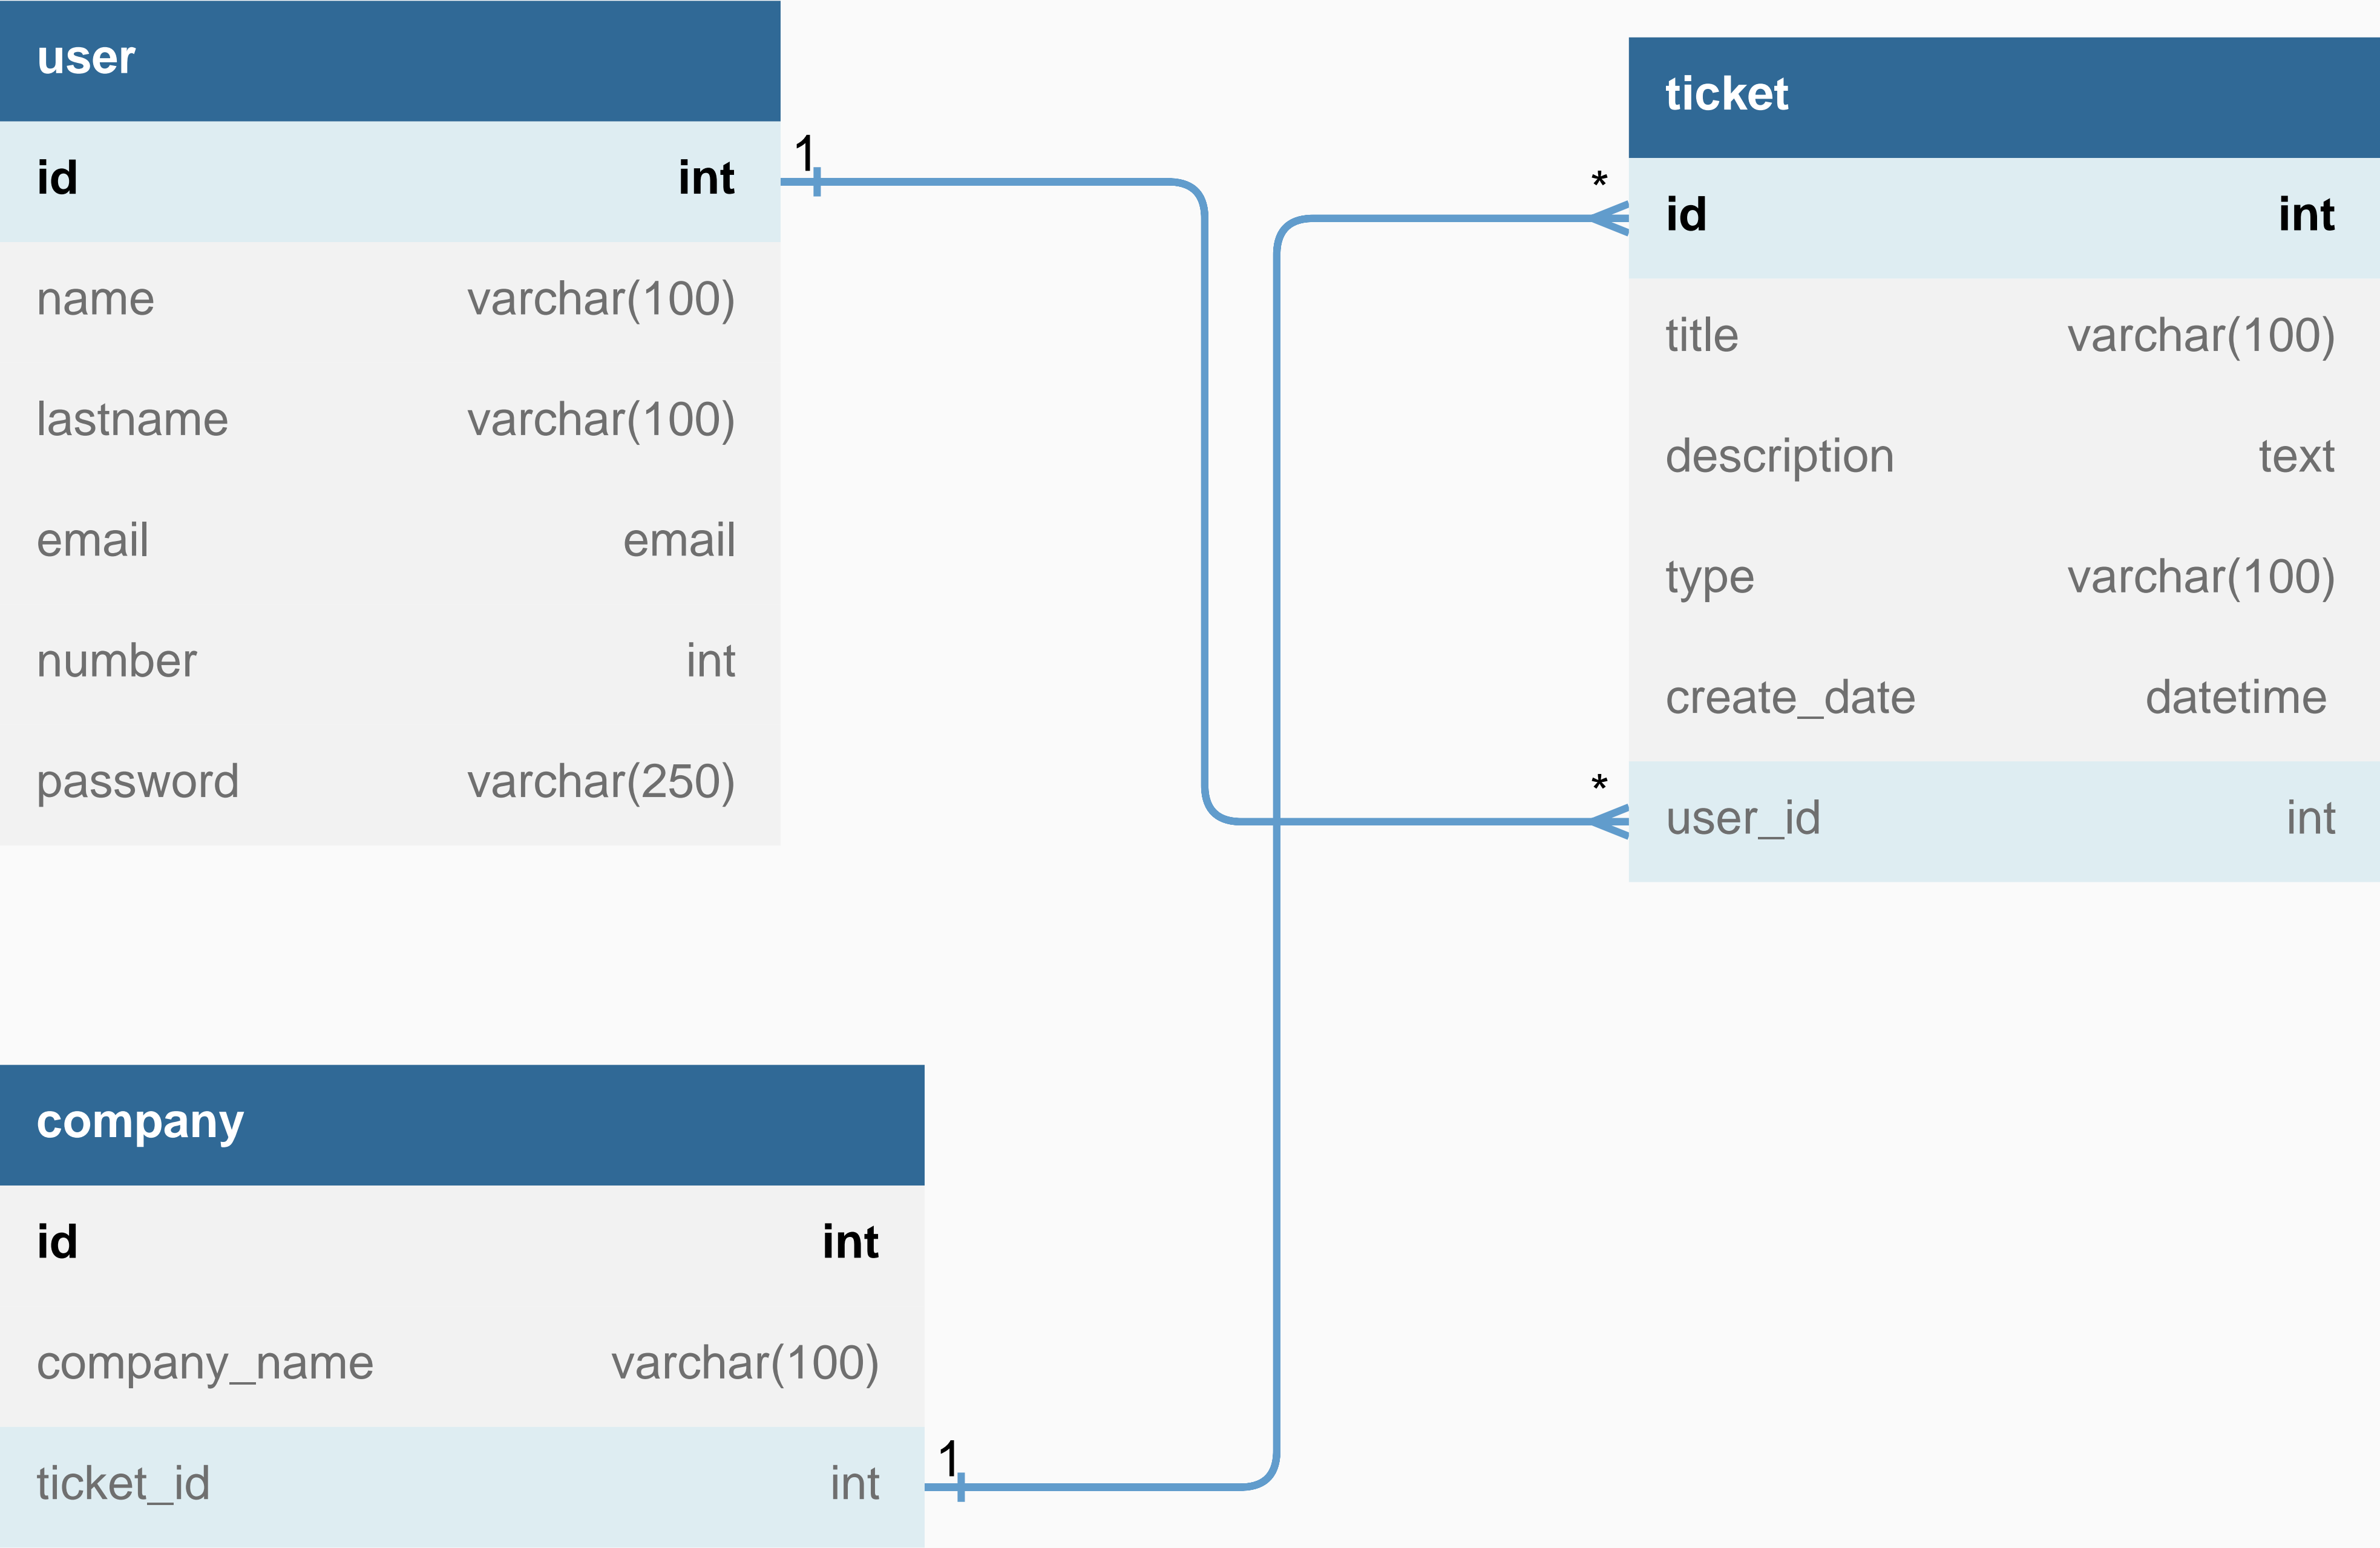 user
id int
name varchar(100)
lastname varchar(100)
email email
number int
password varchar(250)
1
*
*
ticket
id int
title varchar(100)
description text
type varchar(100)
create_date datetime
user_id int
company
id int
company_name varchar(100)
ticket_id int
1